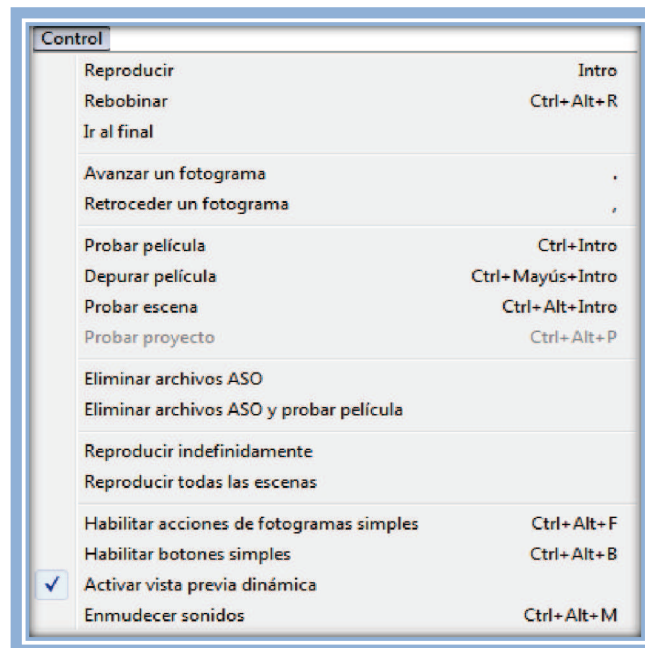 Control
Reproducir Intro
Rebobinar Ctrl+Alt+R
Ir al final
Avanzar un fotograma .
Retroceder un fotograma ,
Probar película Ctrl+Intro
Depurar película Ctrl+Mayús+Intro
Probar escena Ctrl+Alt+Intro
Probar proyecto Ctrl+Alt+P
Eliminar archivos ASO
Eliminar archivos ASO y probar película
Reproducir indefinidamente
Reproducir todas las escenas
Habilitar acciones de fotogramas simples Ctrl+Alt+F
Habilitar botones simples Ctrl+Alt+B
Activar vista previa dinámica
Enmudecer sonidos Ctrl+Alt+M